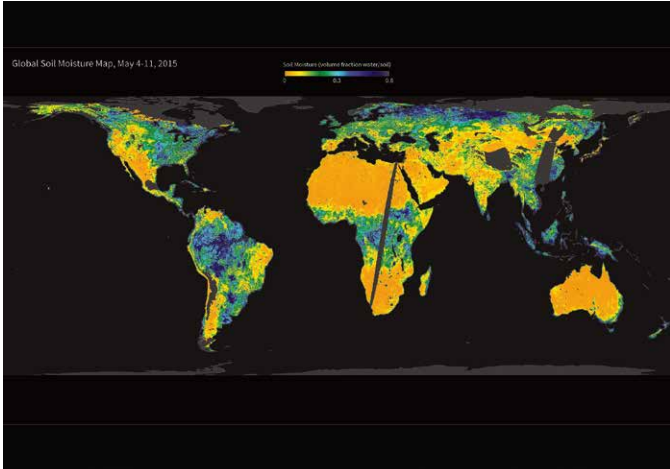 Global Soil Moisture Map, May 4-11, 2015
Soil Moisture (volume fraction water/soil)
0 0.3 0.6